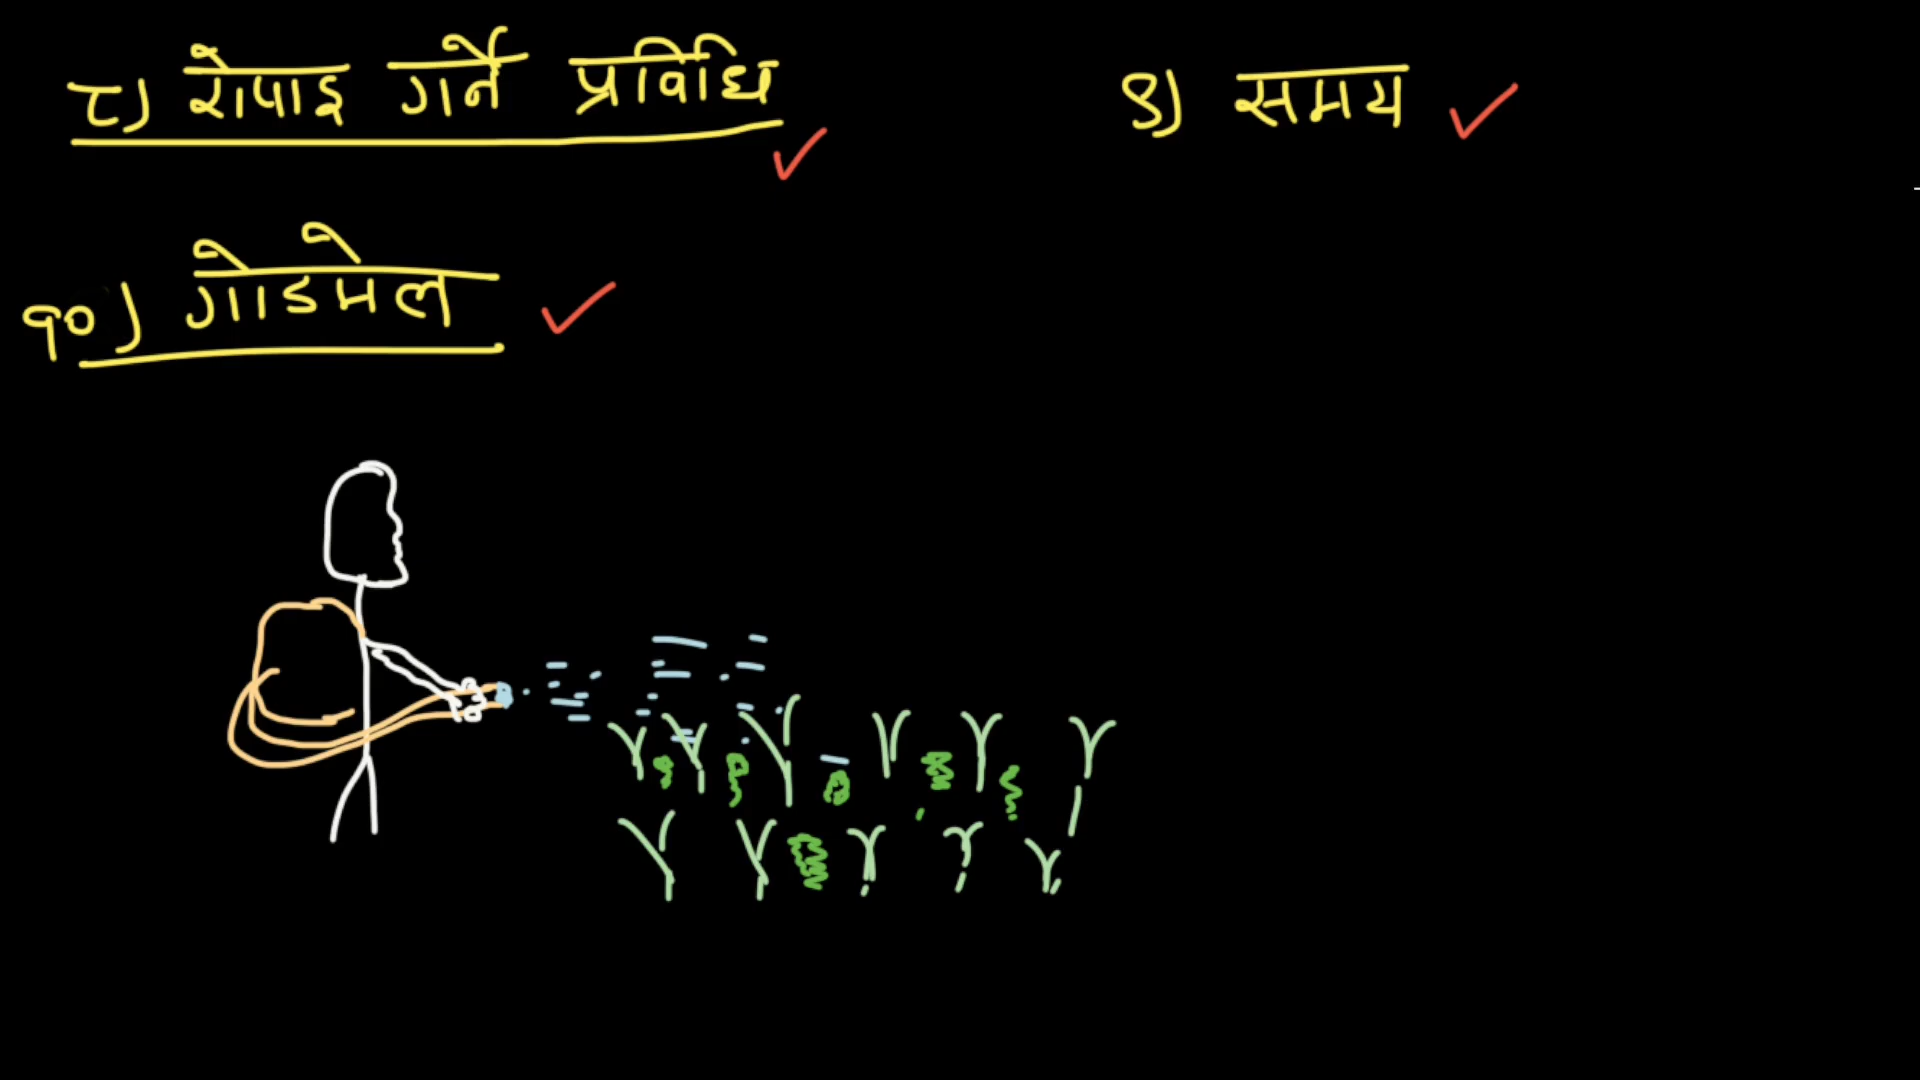 ८) रोपाइ गर्ने प्रविधि
९) समय
१०) गोडमेल